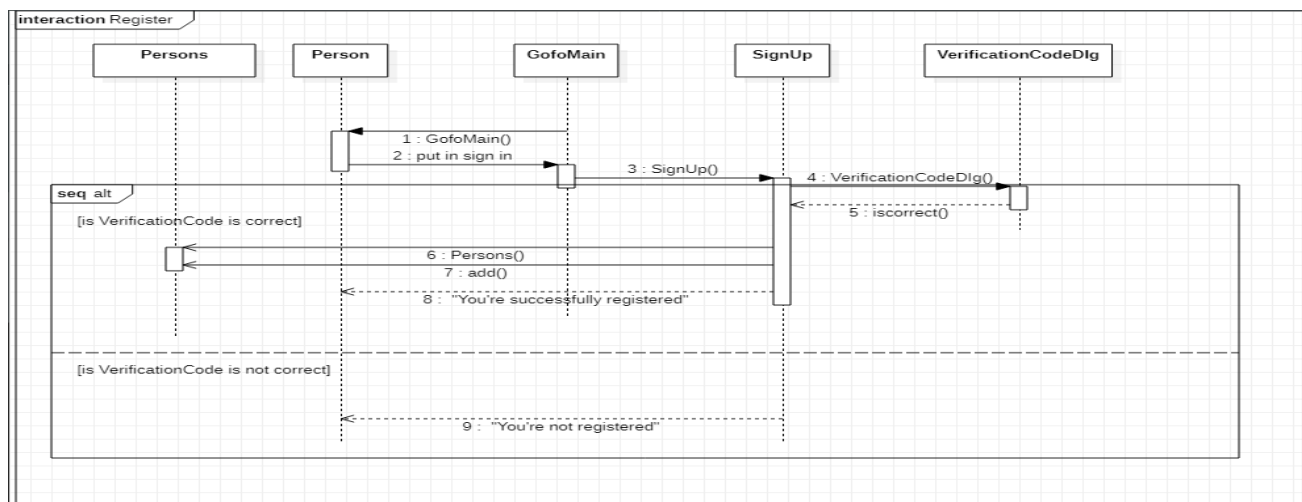 interaction Register
Persons
Person
GofoMain
SignUp
VerificationCodeDlg
1 : GofoMain()
2 : put in sign in
3 : SignUp()
4 : VerificationCodeDlg()
seq alt
5 : iscorrect()
[is VerificationCode is correct]
6 : Persons()
7 : add()
8 : "You're successfully registered"
[is VerificationCode is not correct]
9 : "You're not registered"